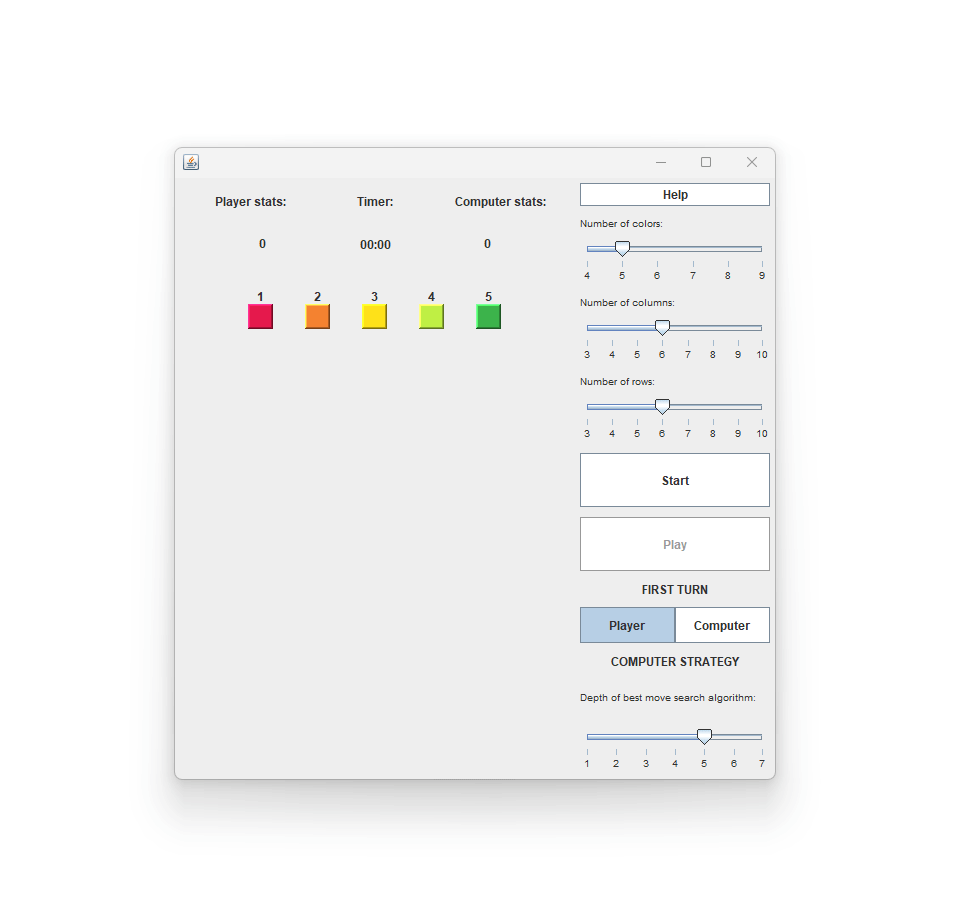 Player stats: Timer: Computer stats:
0 00:00 0
1 2 3 4 5
Help
Number of colors:
4 5 6 7 8 9
Number of columns:
3 4 5 6 7 8 9 10
Number of rows:
3 4 5 6 7 8 9 10
Start
Play
FIRST TURN
Player Computer
COMPUTER STRATEGY
Depth of best move search algorithm:
1 2 3 4 5 6 7